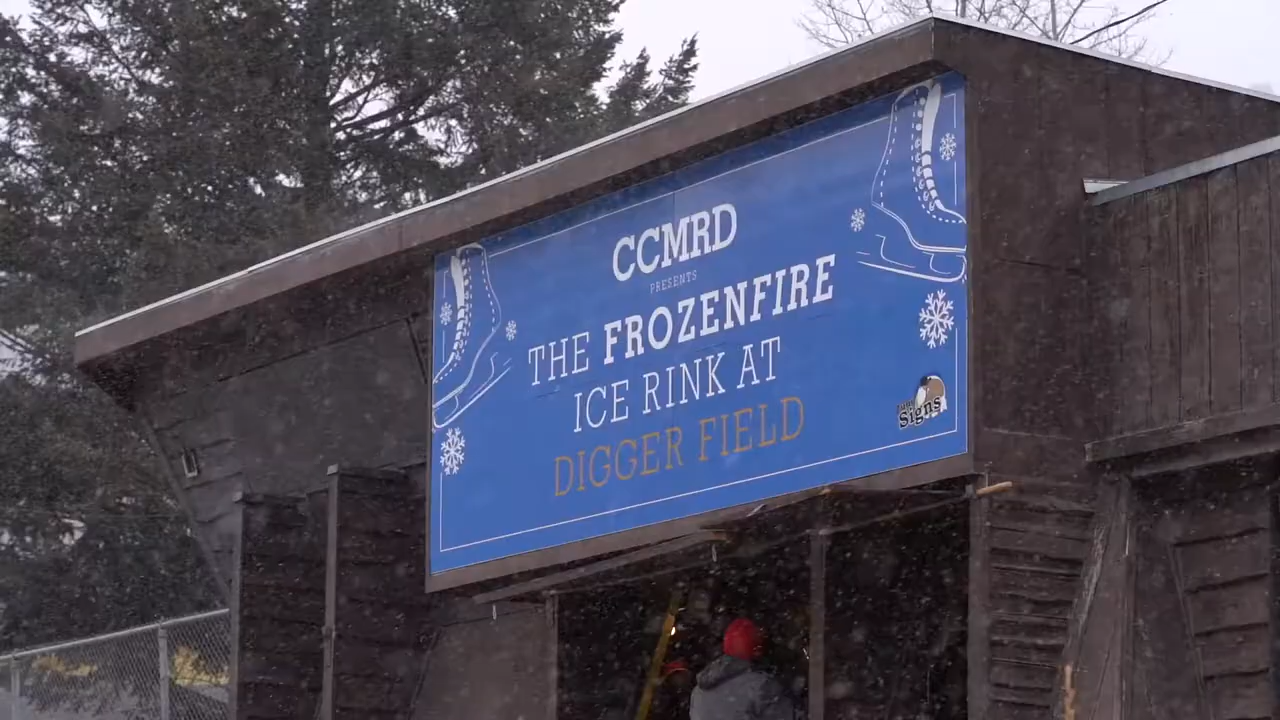 CCMRD
PRESENTS
THE FROZENFIRE
ICE RINK AT
DIGGER FIELD
Signs